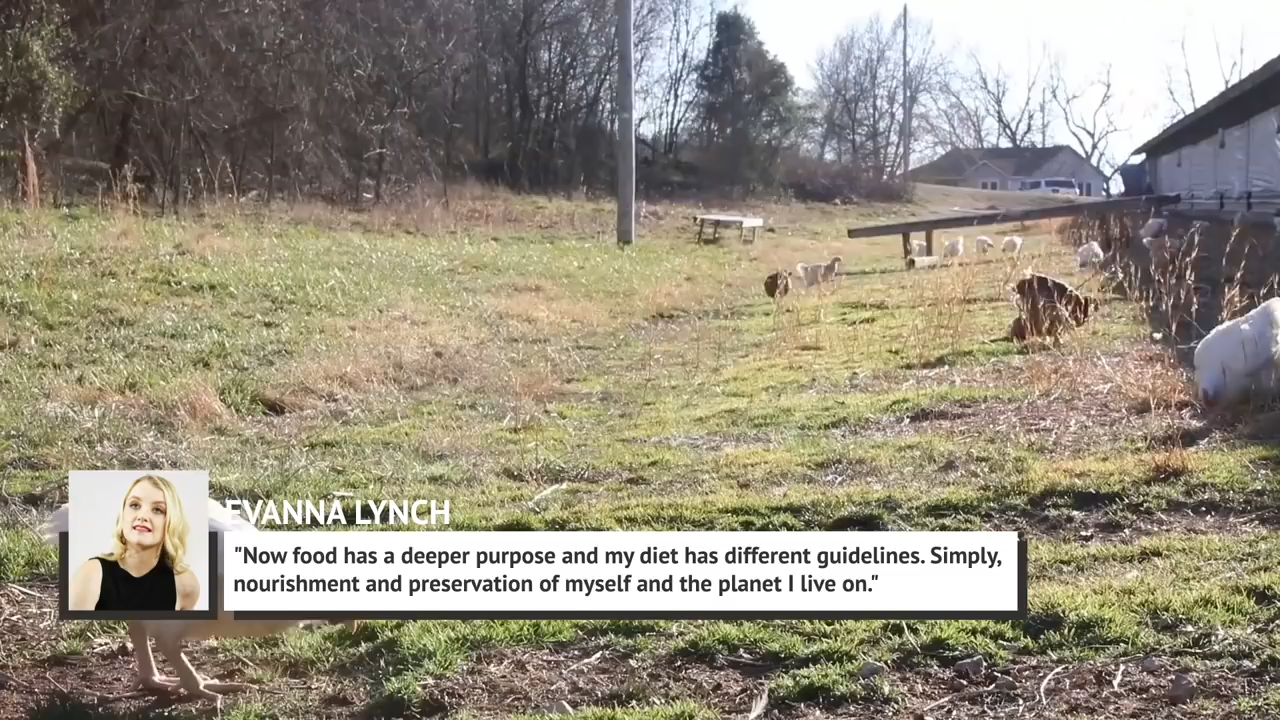 EVANNA LYNCH
"Now food has a deeper purpose and my diet has different guidelines. Simply,
nourishment and preservation of myself and the planet I live on."